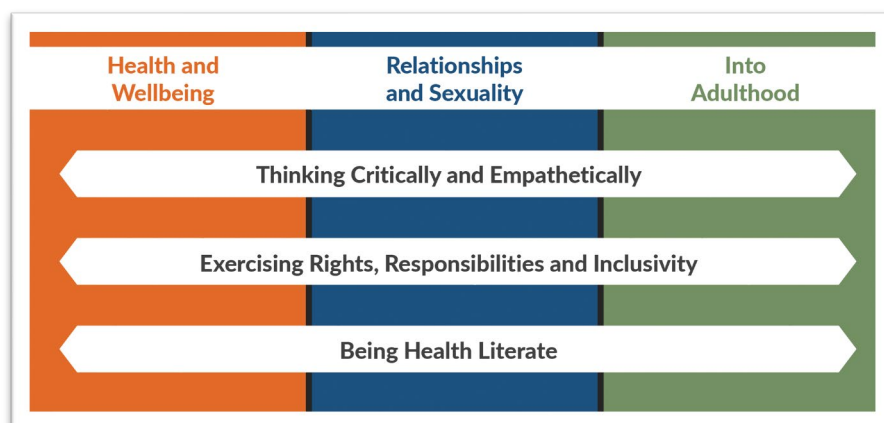 Health and
Wellbeing
Relationships
and Sexuality
Into
Adulthood
Thinking Critically and Empathetically
Exercising Rights, Responsibilities and Inclusivity
Being Health Literate